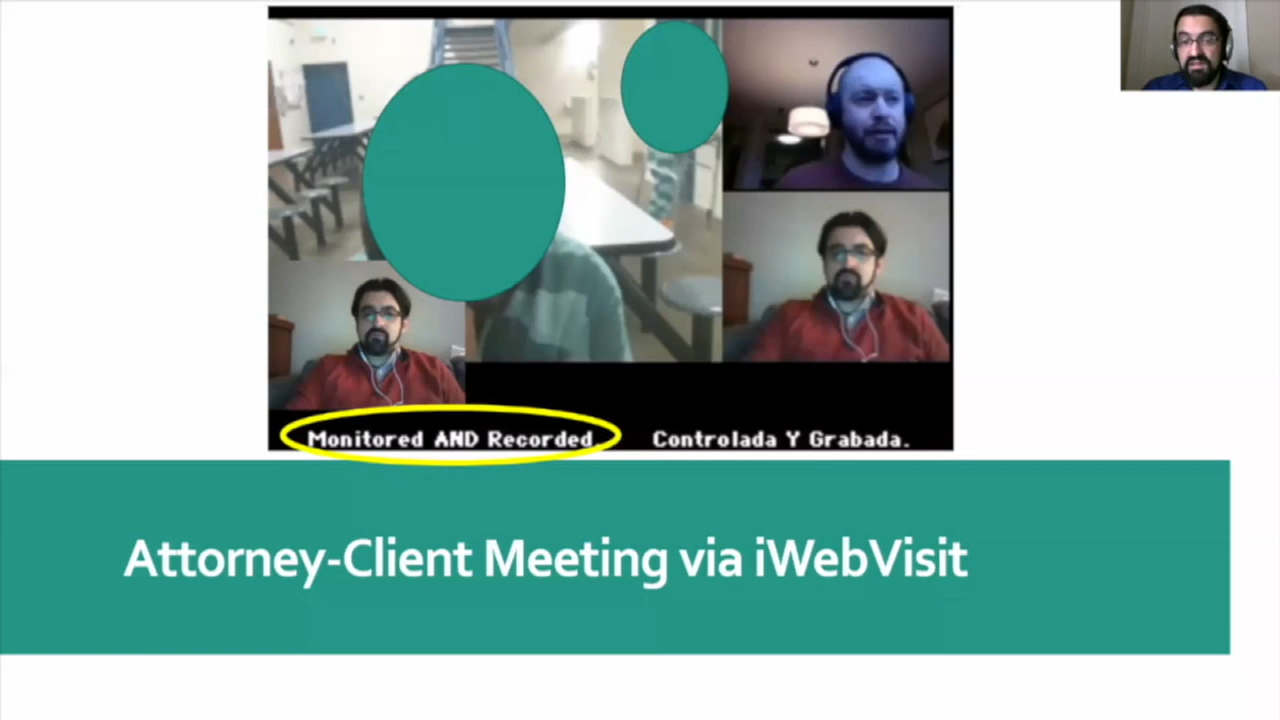 Monitored AND Recorded. Controlada Y Grabada.
Attorney-Client Meeting via iWebVisit